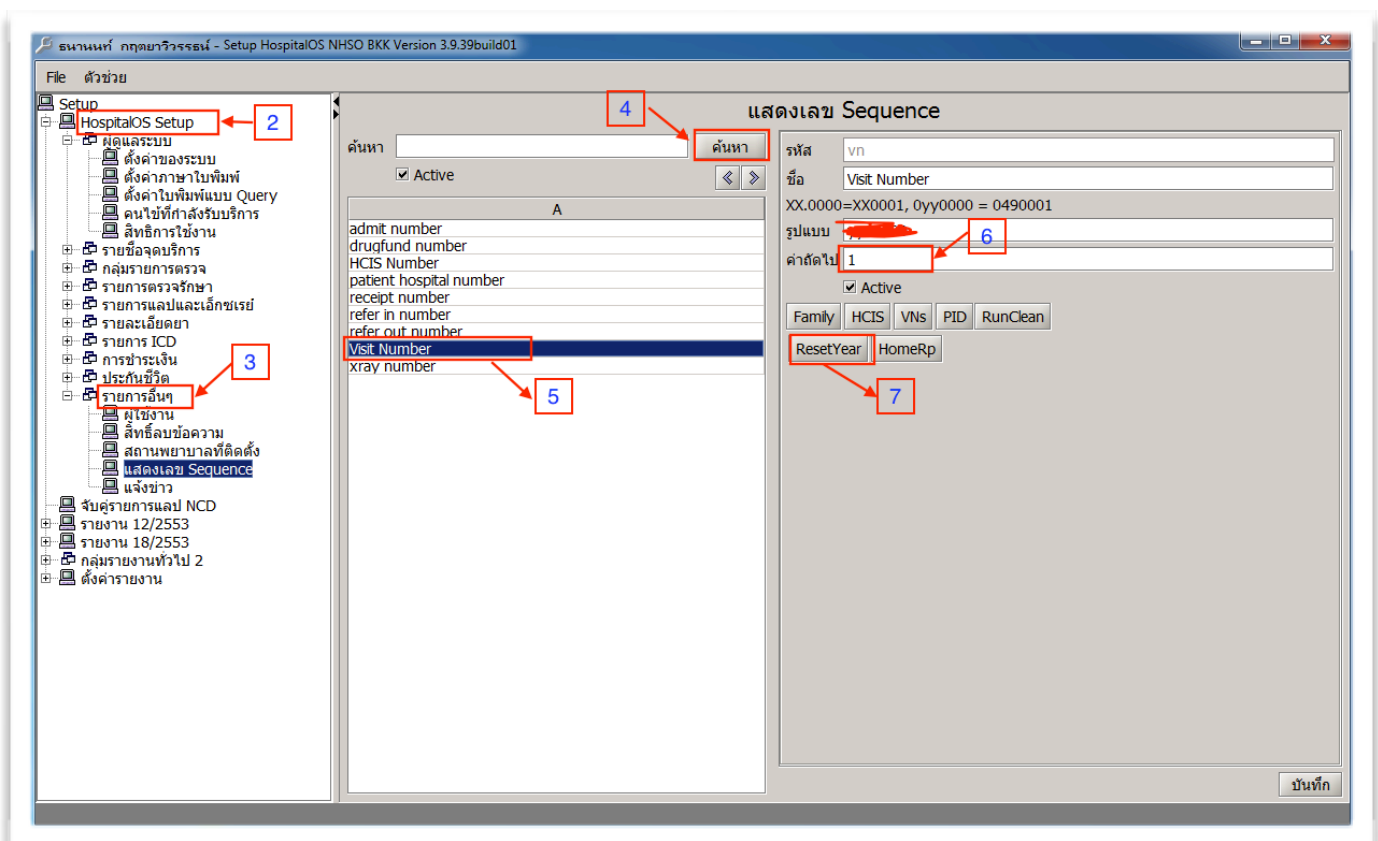 ธนานนท์ กฤตยาวิวรรธน์ - Setup HospitalOS NHSO BKK Version 3.9.39build01
File ตัวช่วย
Setup
HospitalOS Setup
2
ผู้ดูแลระบบ
ตั้งค่าของระบบ
ตั้งค่าภาษาใบพิมพ์
ตั้งค่าใบพิมพ์แบบ Query
คนไข้ที่กำลังรับบริการ
สิทธิการใช้งาน
รายชื่อจุดบริการ
กลุ่มรายการตรวจ
รายการตรวจรักษา
รายการแลปและเอ็กซเรย์
รายละเอียดยา
รายการ ICD
การชำระเงิน
3
ประกันชีวิต
รายการอื่นๆ
ผู้ใช้งาน
สิทธิ์ลบข้อความ
สถานพยาบาลที่ติดตั้ง
แสดงเลข Sequence
แจ้งข่าว
จับคู่รายการแลป NCD
รายงาน 12/2553
รายงาน 18/2553
กลุ่มรายงานทั่วไป 2
ตั้งค่ารายงาน
4
แสดงเลข Sequence
ค้นหา
ค้นหา
Active
A
admit number
drugfund number
HCIS Number
patient hospital number
receipt number
refer in number
refer out number
Visit Number
xray number
5
รหัส vn
ชื่อ Visit Number
XX.0000=XX0001, 0yy0000 = 0490001
รูปแบบ
6
ค่าถัดไป 1
Active
Family HCIS VNs PID RunClean
ResetYear HomeRp
7
บันทึก